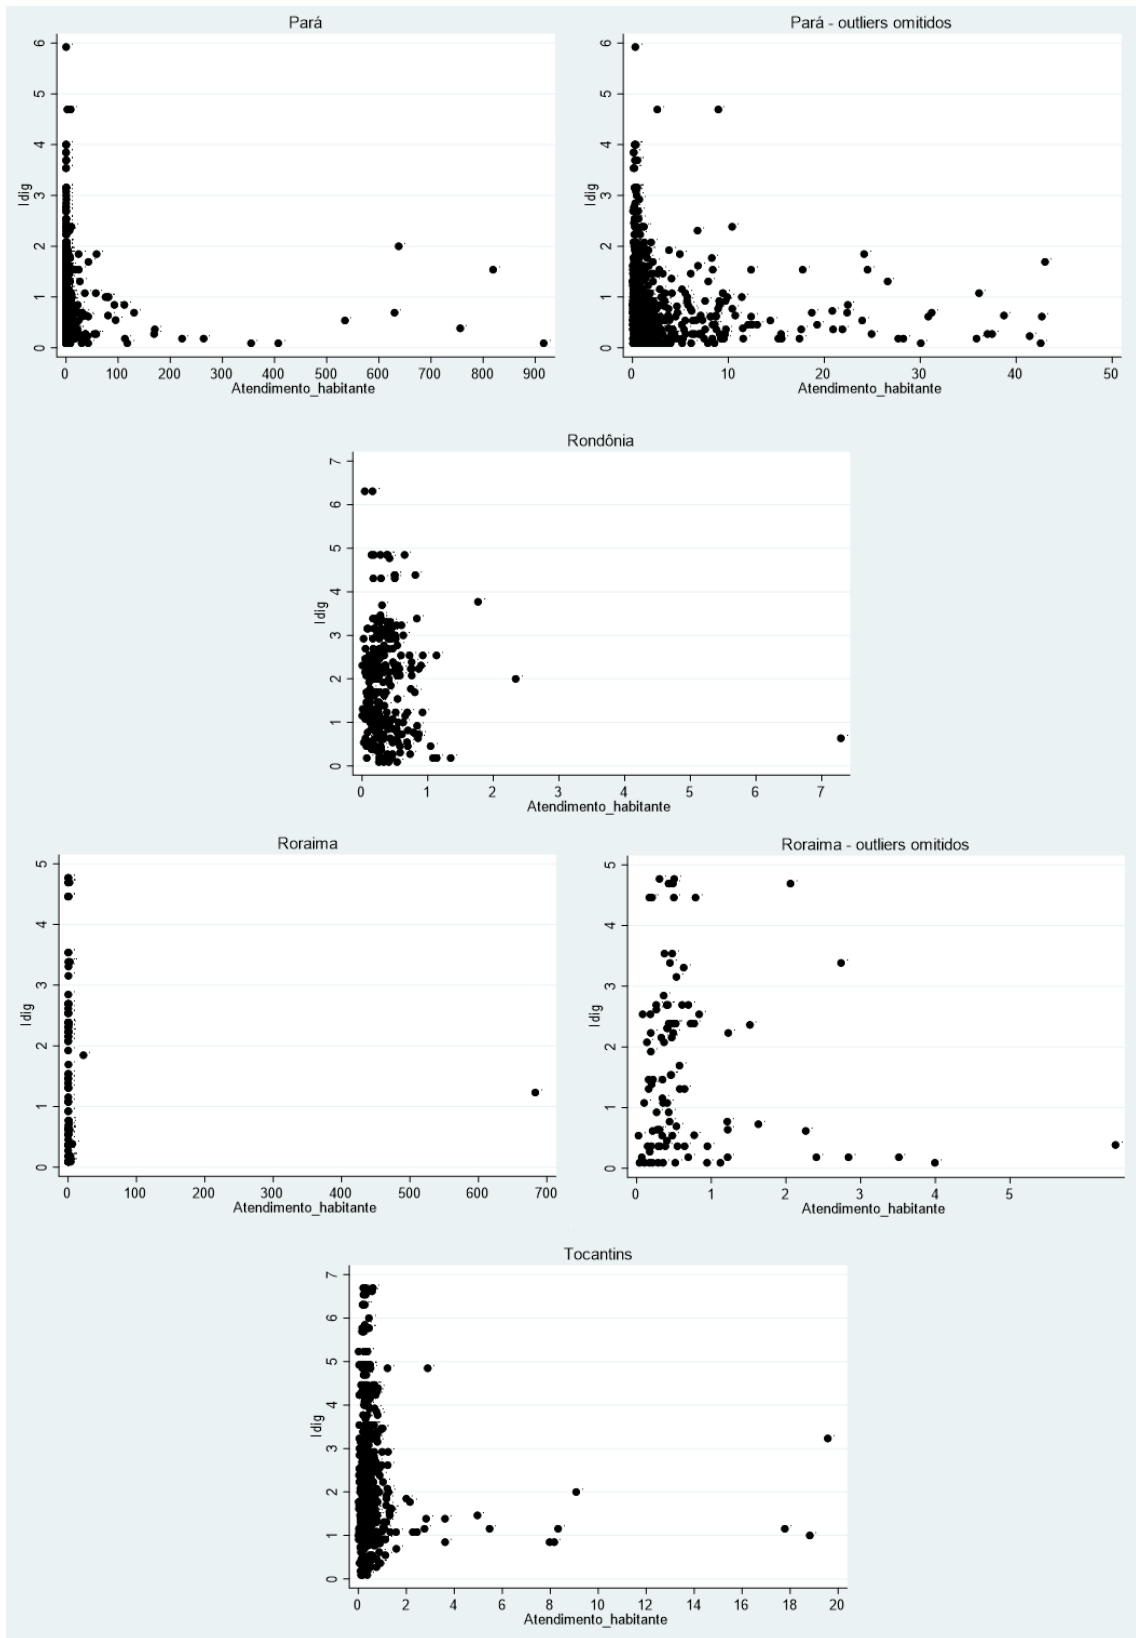 Pará
Pará - outliers omitidos
6
5
4
3
2
1
0
Idig
0 100 200 300 400 500 600 700 800 900
Atendimento_habitante
6
5
4
3
2
1
0
Idig
0 10 20 30 40 50
Atendimento_habitante
Rondônia
7
6
5
4
3
2
1
0
Idig
0 1 2 3 4 5 6 7
Atendimento_habitante
Roraima
Roraima - outliers omitidos
5
4
3
2
1
0
Idig
0 100 200 300 400 500 600 700
Atendimento_habitante
5
4
3
2
1
0
Idig
0 1 2 3 4 5
Atendimento_habitante
Tocantins
7
6
5
4
3
2
1
0
Idig
0 2 4 6 8 10 12 14 16 18 20
Atendimento_habitante